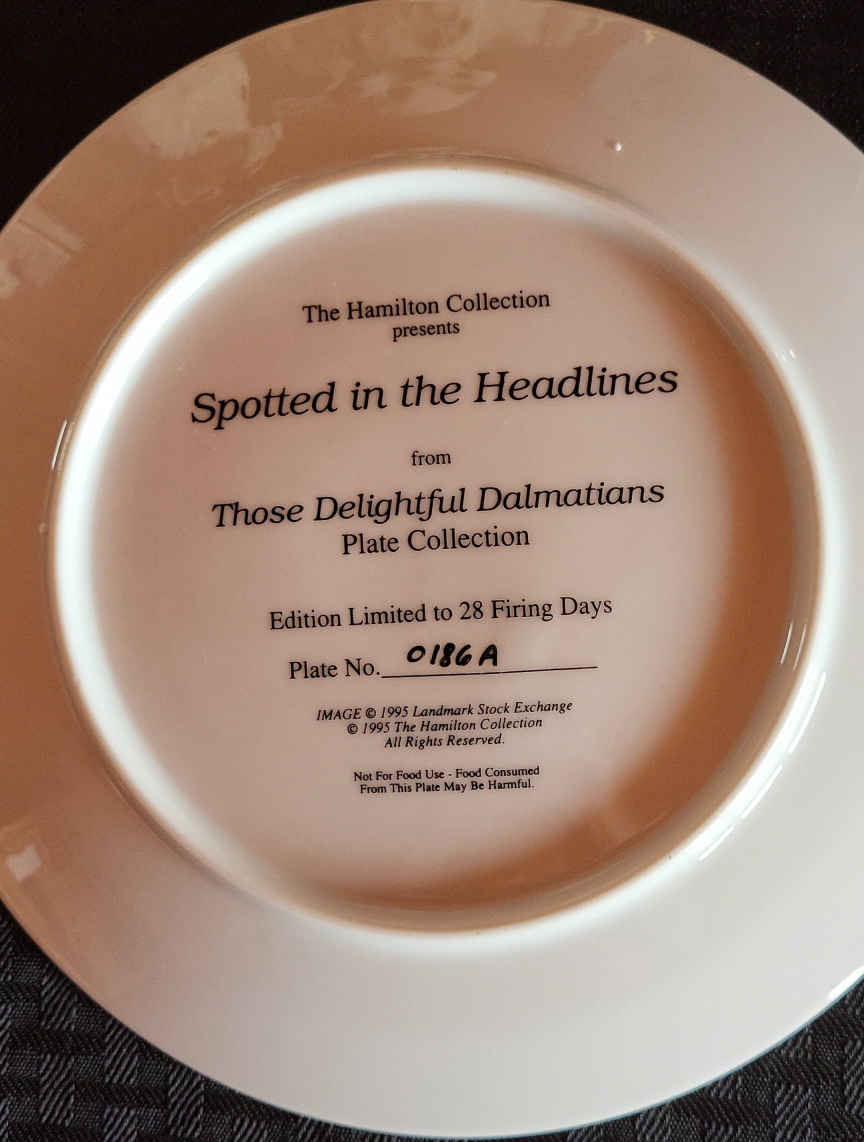 The Hamilton Collection
presents
Spotted in the Headlines
from
Those Delightful Dalmatians
Plate Collection
Edition Limited to 28 Firing Days
Plate No. 0186A
IMAGE © 1995 Landmark Stock Exchange
© 1995 The Hamilton Collection
All Rights Reserved.
Not For Food Use - Food Consumed
From This Plate May Be Harmful.